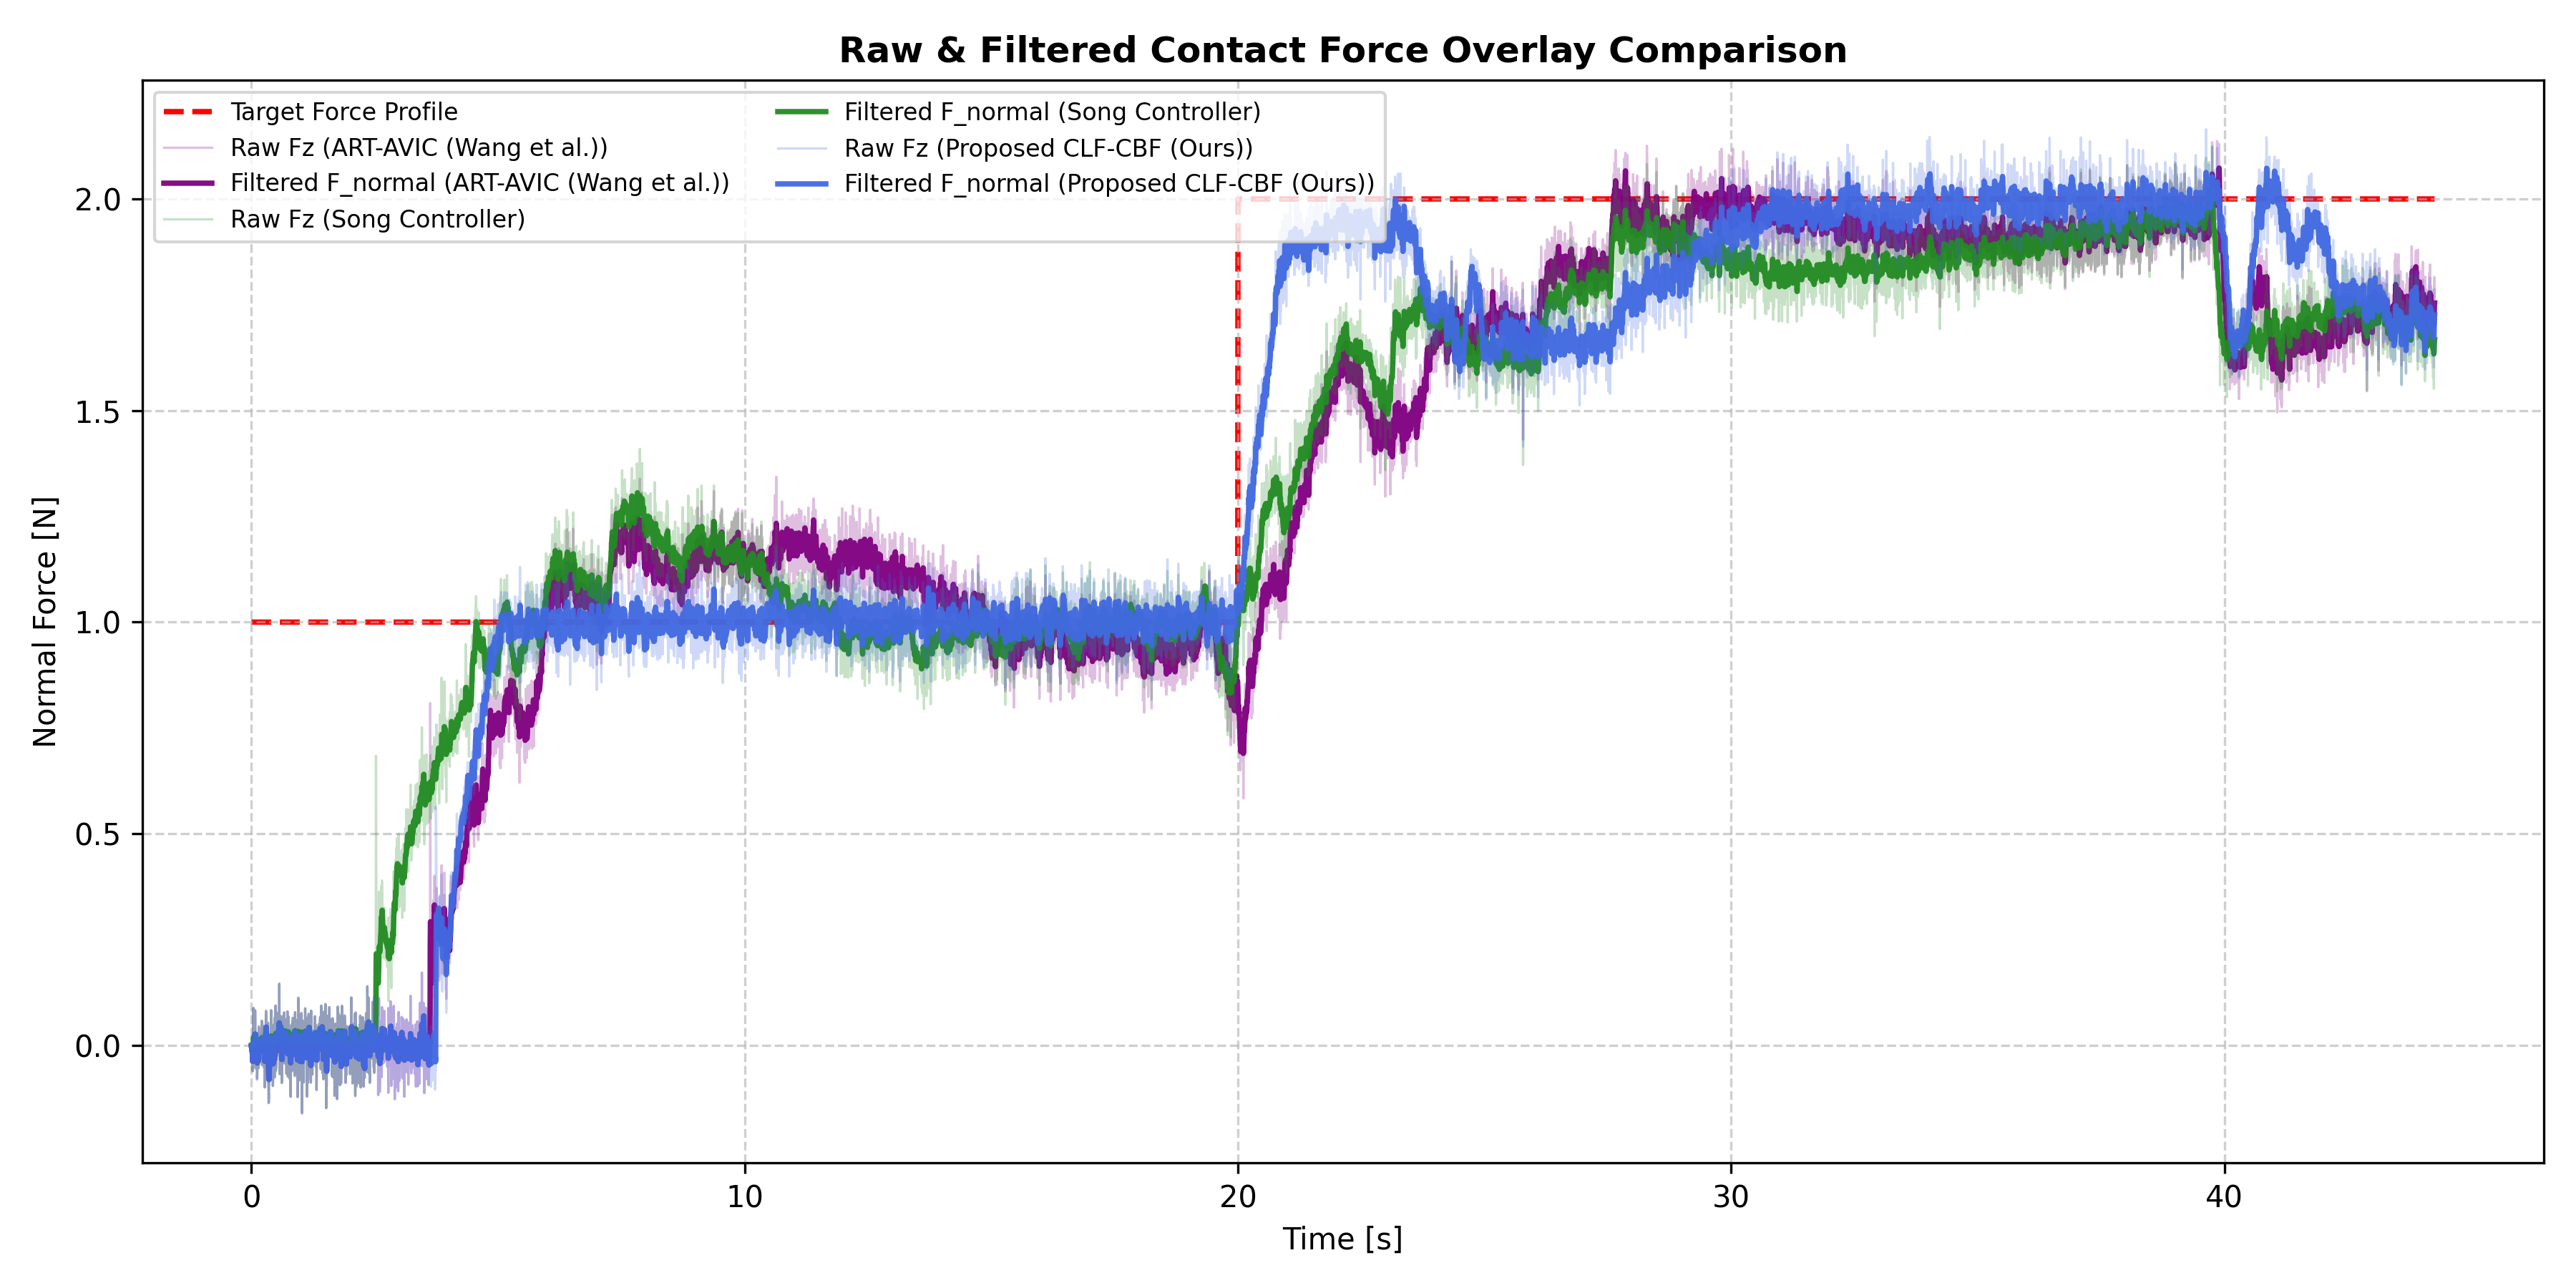 Raw & Filtered Contact Force Overlay Comparison
Target Force Profile
Raw Fz (ART-AVIC (Wang et al.))
Filtered F_normal (ART-AVIC (Wang et al.))
Raw Fz (Song Controller)
Filtered F_normal (Song Controller)
Raw Fz (Proposed CLF-CBF (Ours))
Filtered F_normal (Proposed CLF-CBF (Ours))
Normal Force [N]
2.0
1.5
1.0
0.5
0.0
0
10
20
30
40
Time [s]